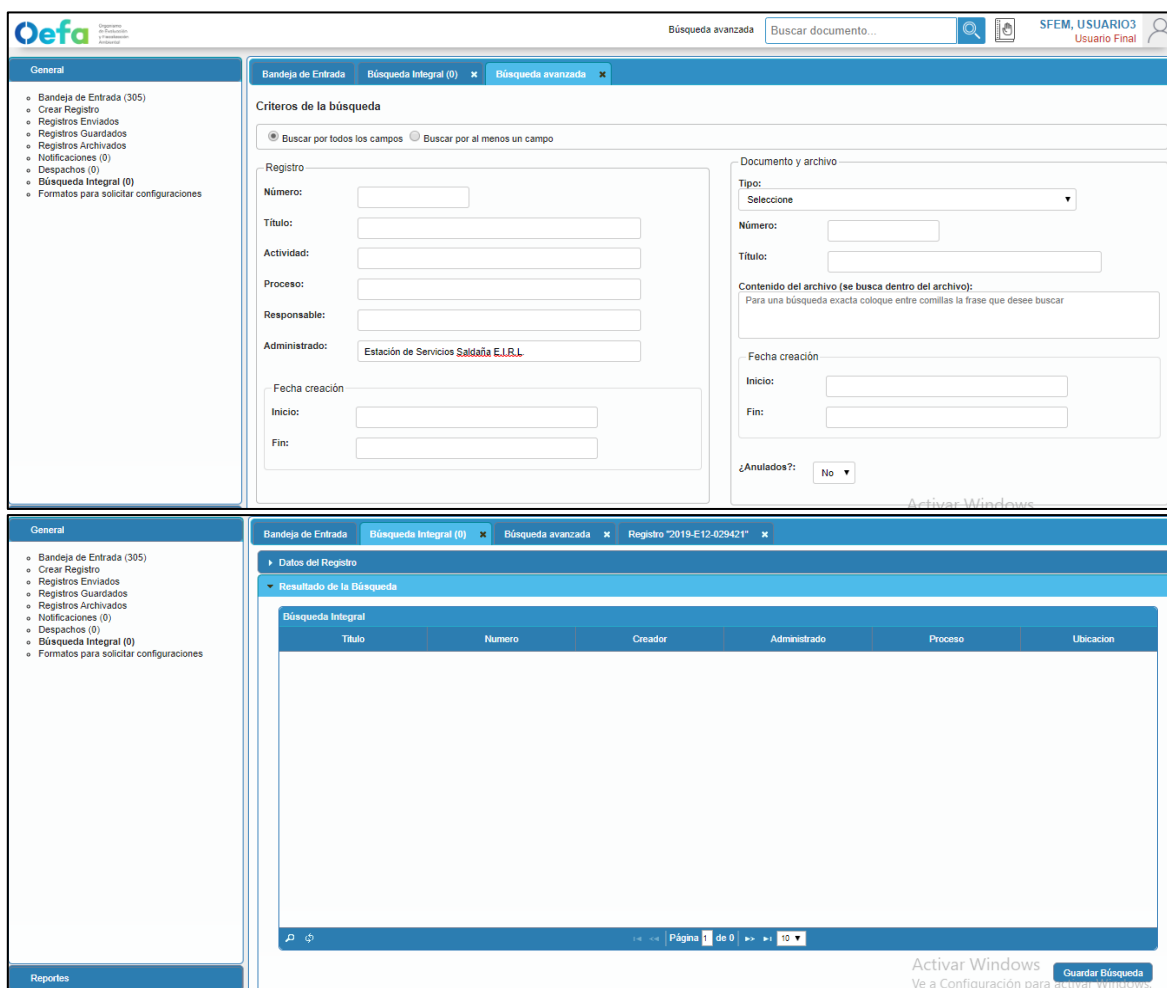 Oefa
Organismo
de Evaluación
y Fiscalización
Ambiental
Búsqueda avanzada
Buscar documento...
SFEM, USUARIO3
Usuario Final
General
Bandeja de Entrada (305)
Crear Registro
Registros Enviados
Registros Guardados
Registros Archivados
Notificaciones (0)
Despachos (0)
Búsqueda Integral (0)
Formatos para solicitar configuraciones
Bandeja de Entrada Búsqueda Integral (0) Búsqueda avanzada
Criteros de la búsqueda
Buscar por todos los campos Buscar por al menos un campo
Registro
Número:
Título:
Actividad:
Proceso:
Responsable:
Administrado: Estación de Servicios Saldaña E.I.R.L.
Fecha creación
Inicio:
Fin:
Documento y archivo
Tipo:
Seleccione
Número:
Título:
Contenido del archivo (se busca dentro del archivo):
Para una búsqueda exacta coloque entre comillas la frase que desee buscar
Fecha creación
Inicio:
Fin:
¿Anulados?: No
Activar Windows
General
Bandeja de Entrada (305)
Crear Registro
Registros Enviados
Registros Guardados
Registros Archivados
Notificaciones (0)
Despachos (0)
Búsqueda Integral (0)
Formatos para solicitar configuraciones
Reportes
Bandeja de Entrada Búsqueda Integral (0) Búsqueda avanzada Registro "2019-E12-029421"
Datos del Registro
Resultado de la Búsqueda
Búsqueda Integral
Titulo Numero Creador Administrado Proceso Ubicacion
Página 1 de 0 10
Activar Windows
Ve a Configuración para activar Windows.
Guardar Búsqueda